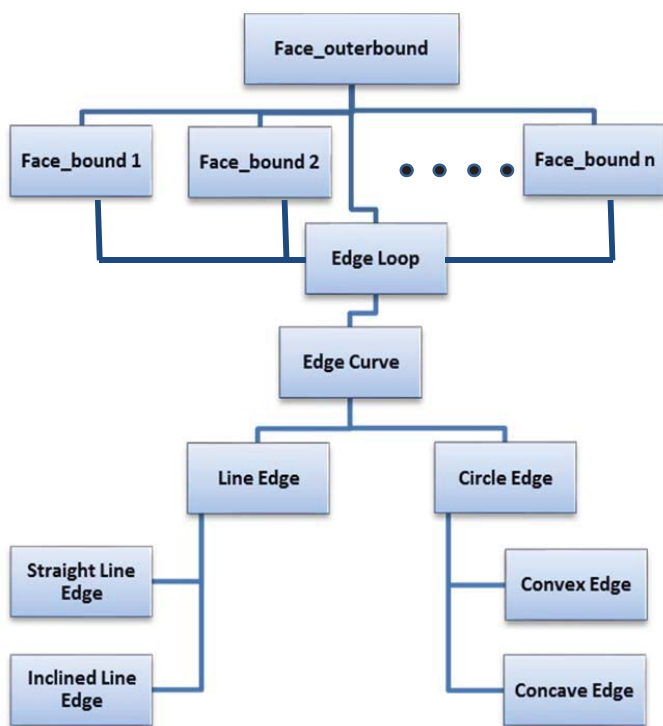 Face_outerbound
Face_bound 1
Face_bound 2
Face_bound n
Edge Loop
Edge Curve
Line Edge
Circle Edge
Straight Line
Edge
Convex Edge
Inclined Line
Edge
Concave Edge